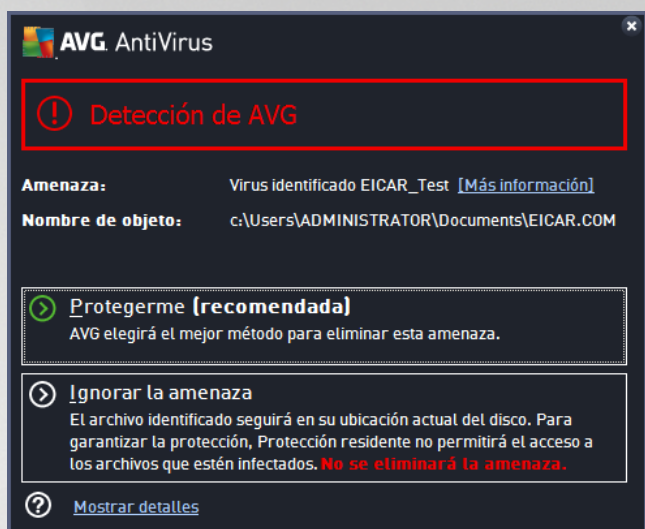 AVG. AntiVirus
Detección de AVG
Amenaza: Virus identificado EICAR_Test [Más información]
Nombre de objeto: c:\Users\ADMINISTRATOR\Documents\EICAR.COM
Protegerme (recomendada)
AVG elegirá el mejor método para eliminar esta amenaza.
Ignorar la amenaza
El archivo identificado seguirá en su ubicación actual del disco. Para
garantizar la protección, Protección residente no permitirá el acceso a
los archivos que estén infectados. No se eliminará la amenaza.
Mostrar detalles